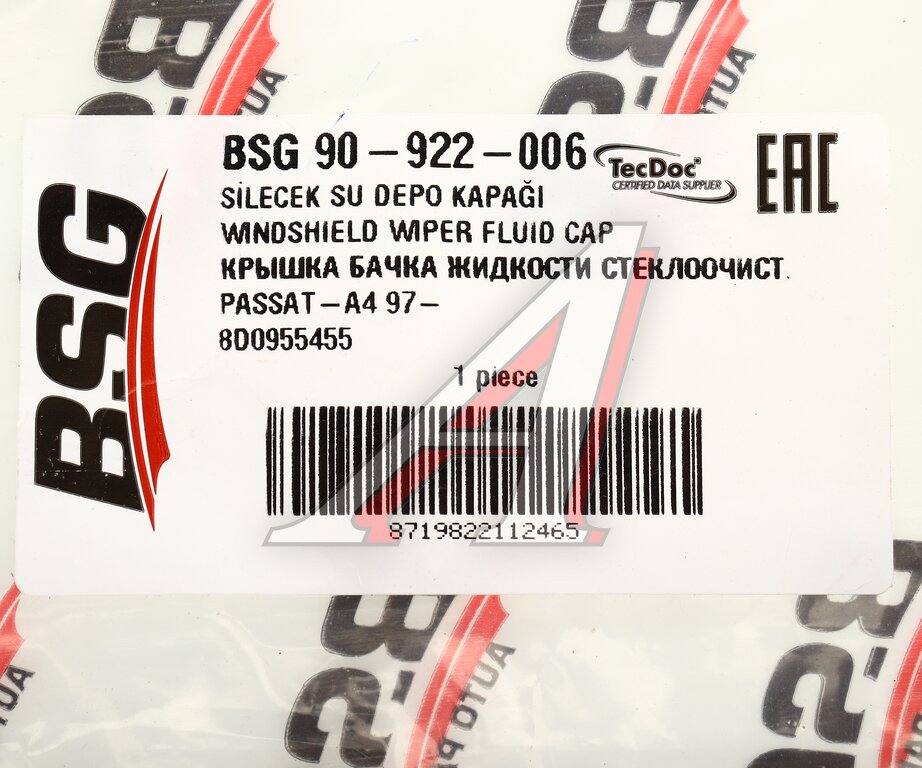 BSG 90-922-006
TecDoc
CERTIFIED DATA SUPPLIER
EAC
SİLECEK SU DEPO KAPAĞI
WINDSHIELD WIPER FLUID CAP
КРЫШКА БАЧКА ЖИДКОСТИ СТЕКЛООЧИСТ.
PASSAT-A4 97-
8D0955455
1 piece
8719822112465
BSG